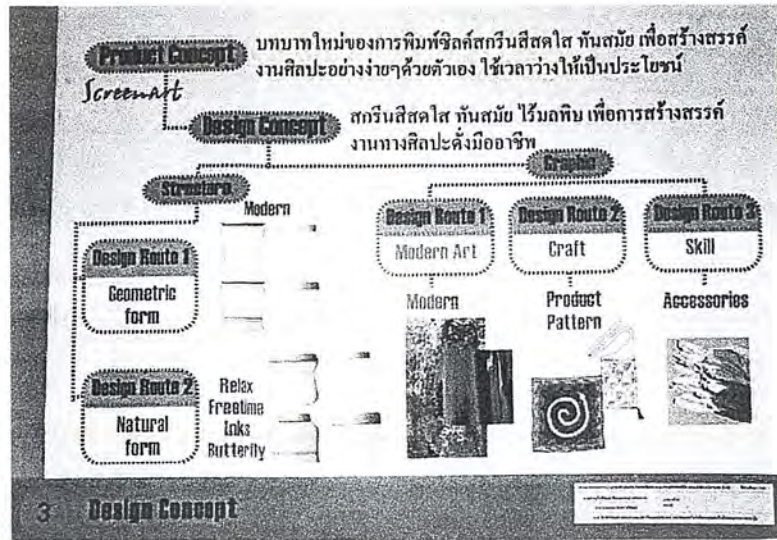 Product Concept
บทบาทใหม่ของการพิมพ์ซิลค์สกรีนสีสดใส ทันสมัย เพื่อสร้างสรรค์
งานศิลปะอย่างง่ายๆด้วยตัวเอง ใช้เวลาว่างให้เป็นประโยชน์
Screenart
Design Concept
สกรีนสีสดใส ทันสมัย ไร้มลพิษ เพื่อการสร้างสรรค์
งานทางศิลปะดั่งมืออาชีพ
Structure
Graphic
Modern
Design Route 1
Geometric
form
Design Route 2
Natural
form
Relax
Freetime
Inks
Butterfly
Design Route 1
Modern Art
Modern
Design Route 2
Craft
Product
Pattern
Design Route 3
Skill
Accessories
3 Design Concept